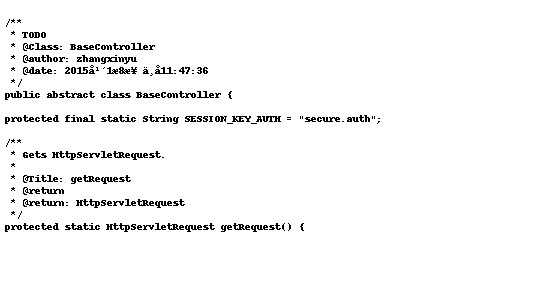 /**
 * TODO
 * @Class: BaseController
 * @author: zhangxinyu
 * @date: 2015å¹´1æ8æ¥ ä¸å11:47:36
 */
public abstract class BaseController {
protected final static String SESSION_KEY_AUTH = "secure.auth";
/**
 * Gets HttpServletRequest.
 *
 * @Title: getRequest
 * @return
 * @return: HttpServletRequest
 */
protected static HttpServletRequest getRequest() {